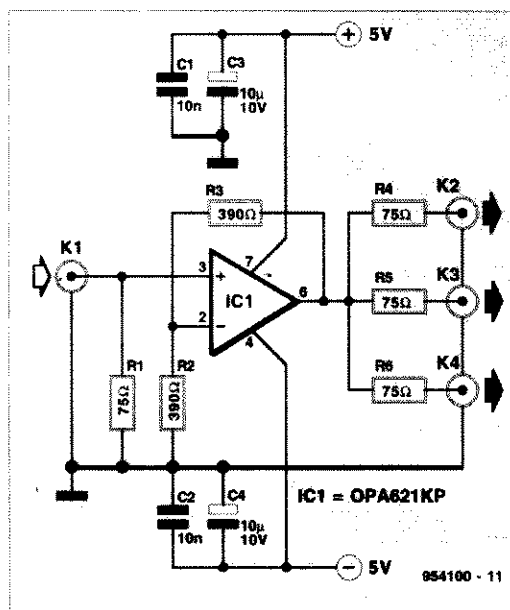 5V
C1
10n
C3
10µ
10V
R3
390Ω
K1
3
+
2
-
7
IC1
4
6
R4
75Ω
K2
R5
75Ω
K3
R6
75Ω
K4
R1
75Ω
R2
390Ω
C2
10n
C4
10µ
10V
IC1 = OPA621KP
5V
954100 - 11